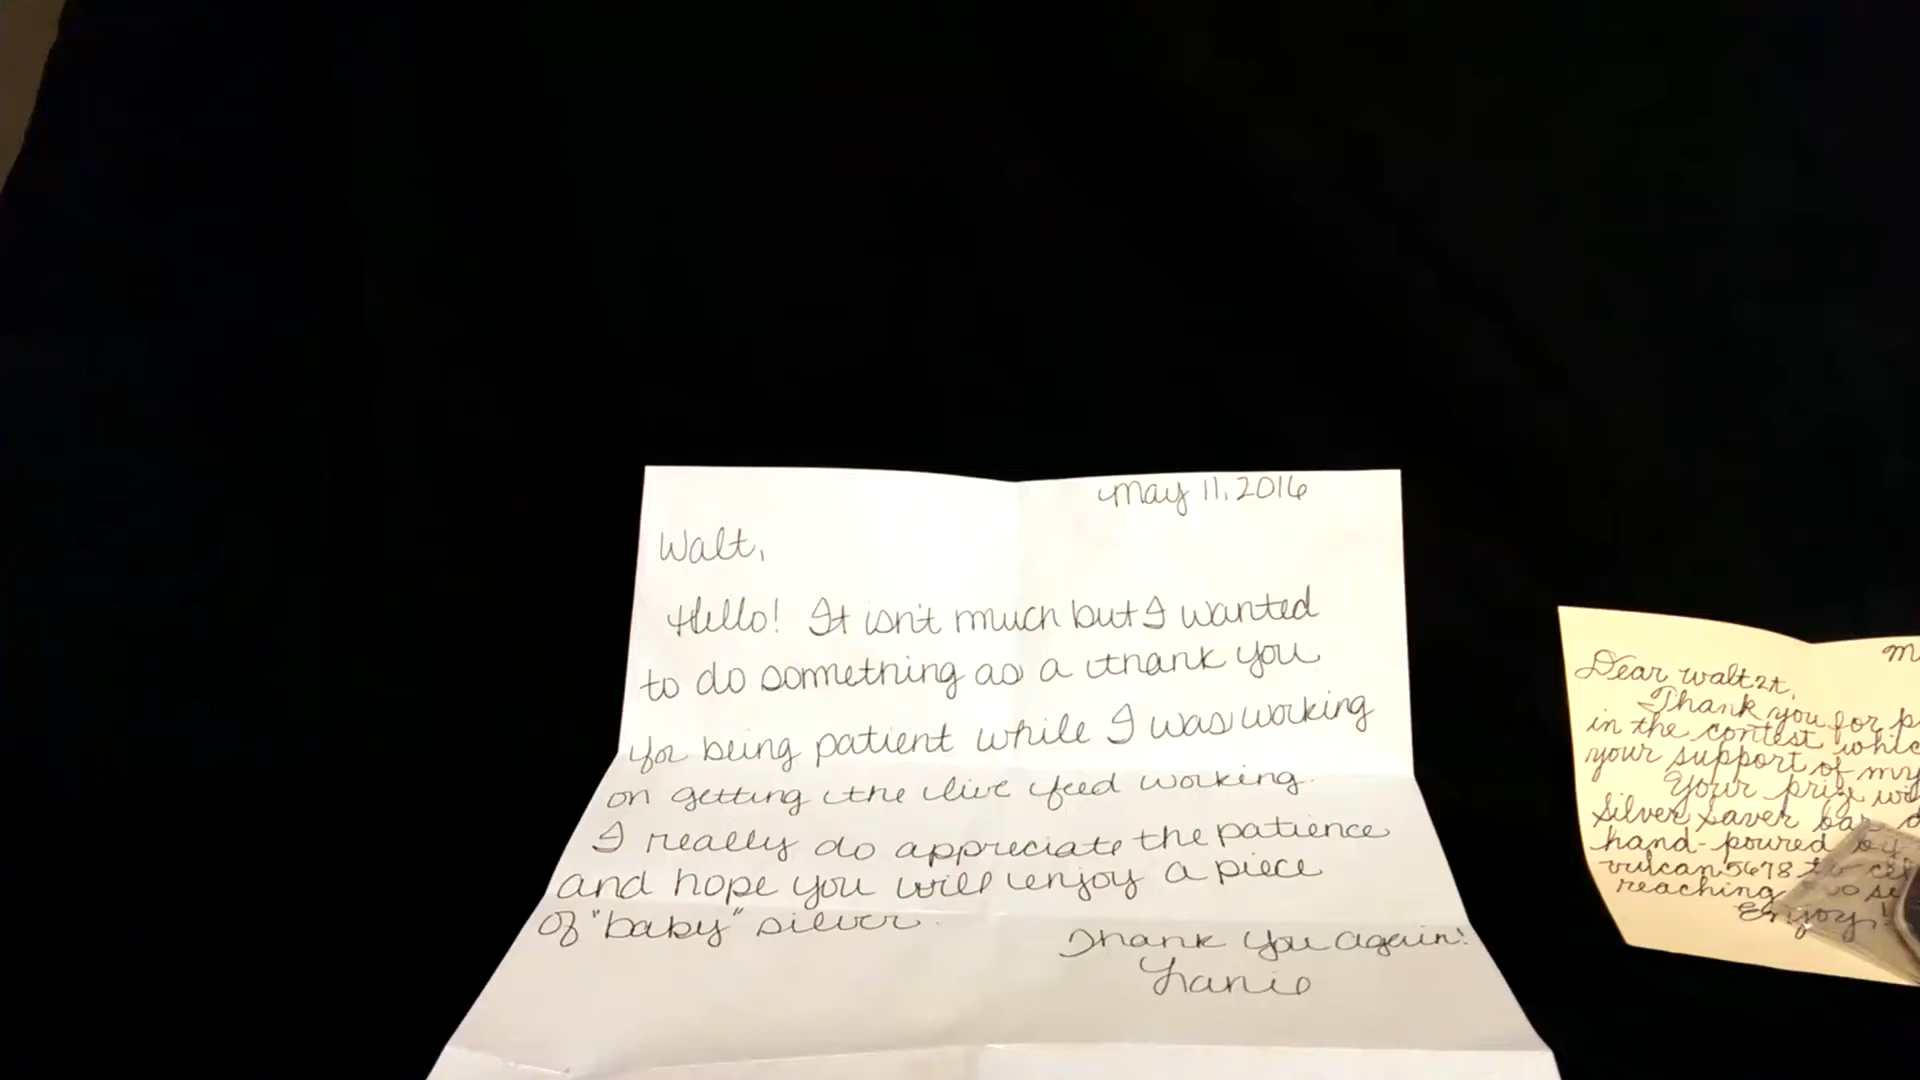 May 11, 2016
Walt,
Hello! It isn't much but I wanted
to do something as a thank you
for being patient while I was working
on getting the live feed working.
I really do appreciate the patience
and hope you will enjoy a piece
of "baby" silver.
Thank you again!
Dear waltzt,
Thank you for
in the contest
your support of my
Your prize
Silver Saver bar
hand-poured by
vulcan5678
reaching
Enjoy!